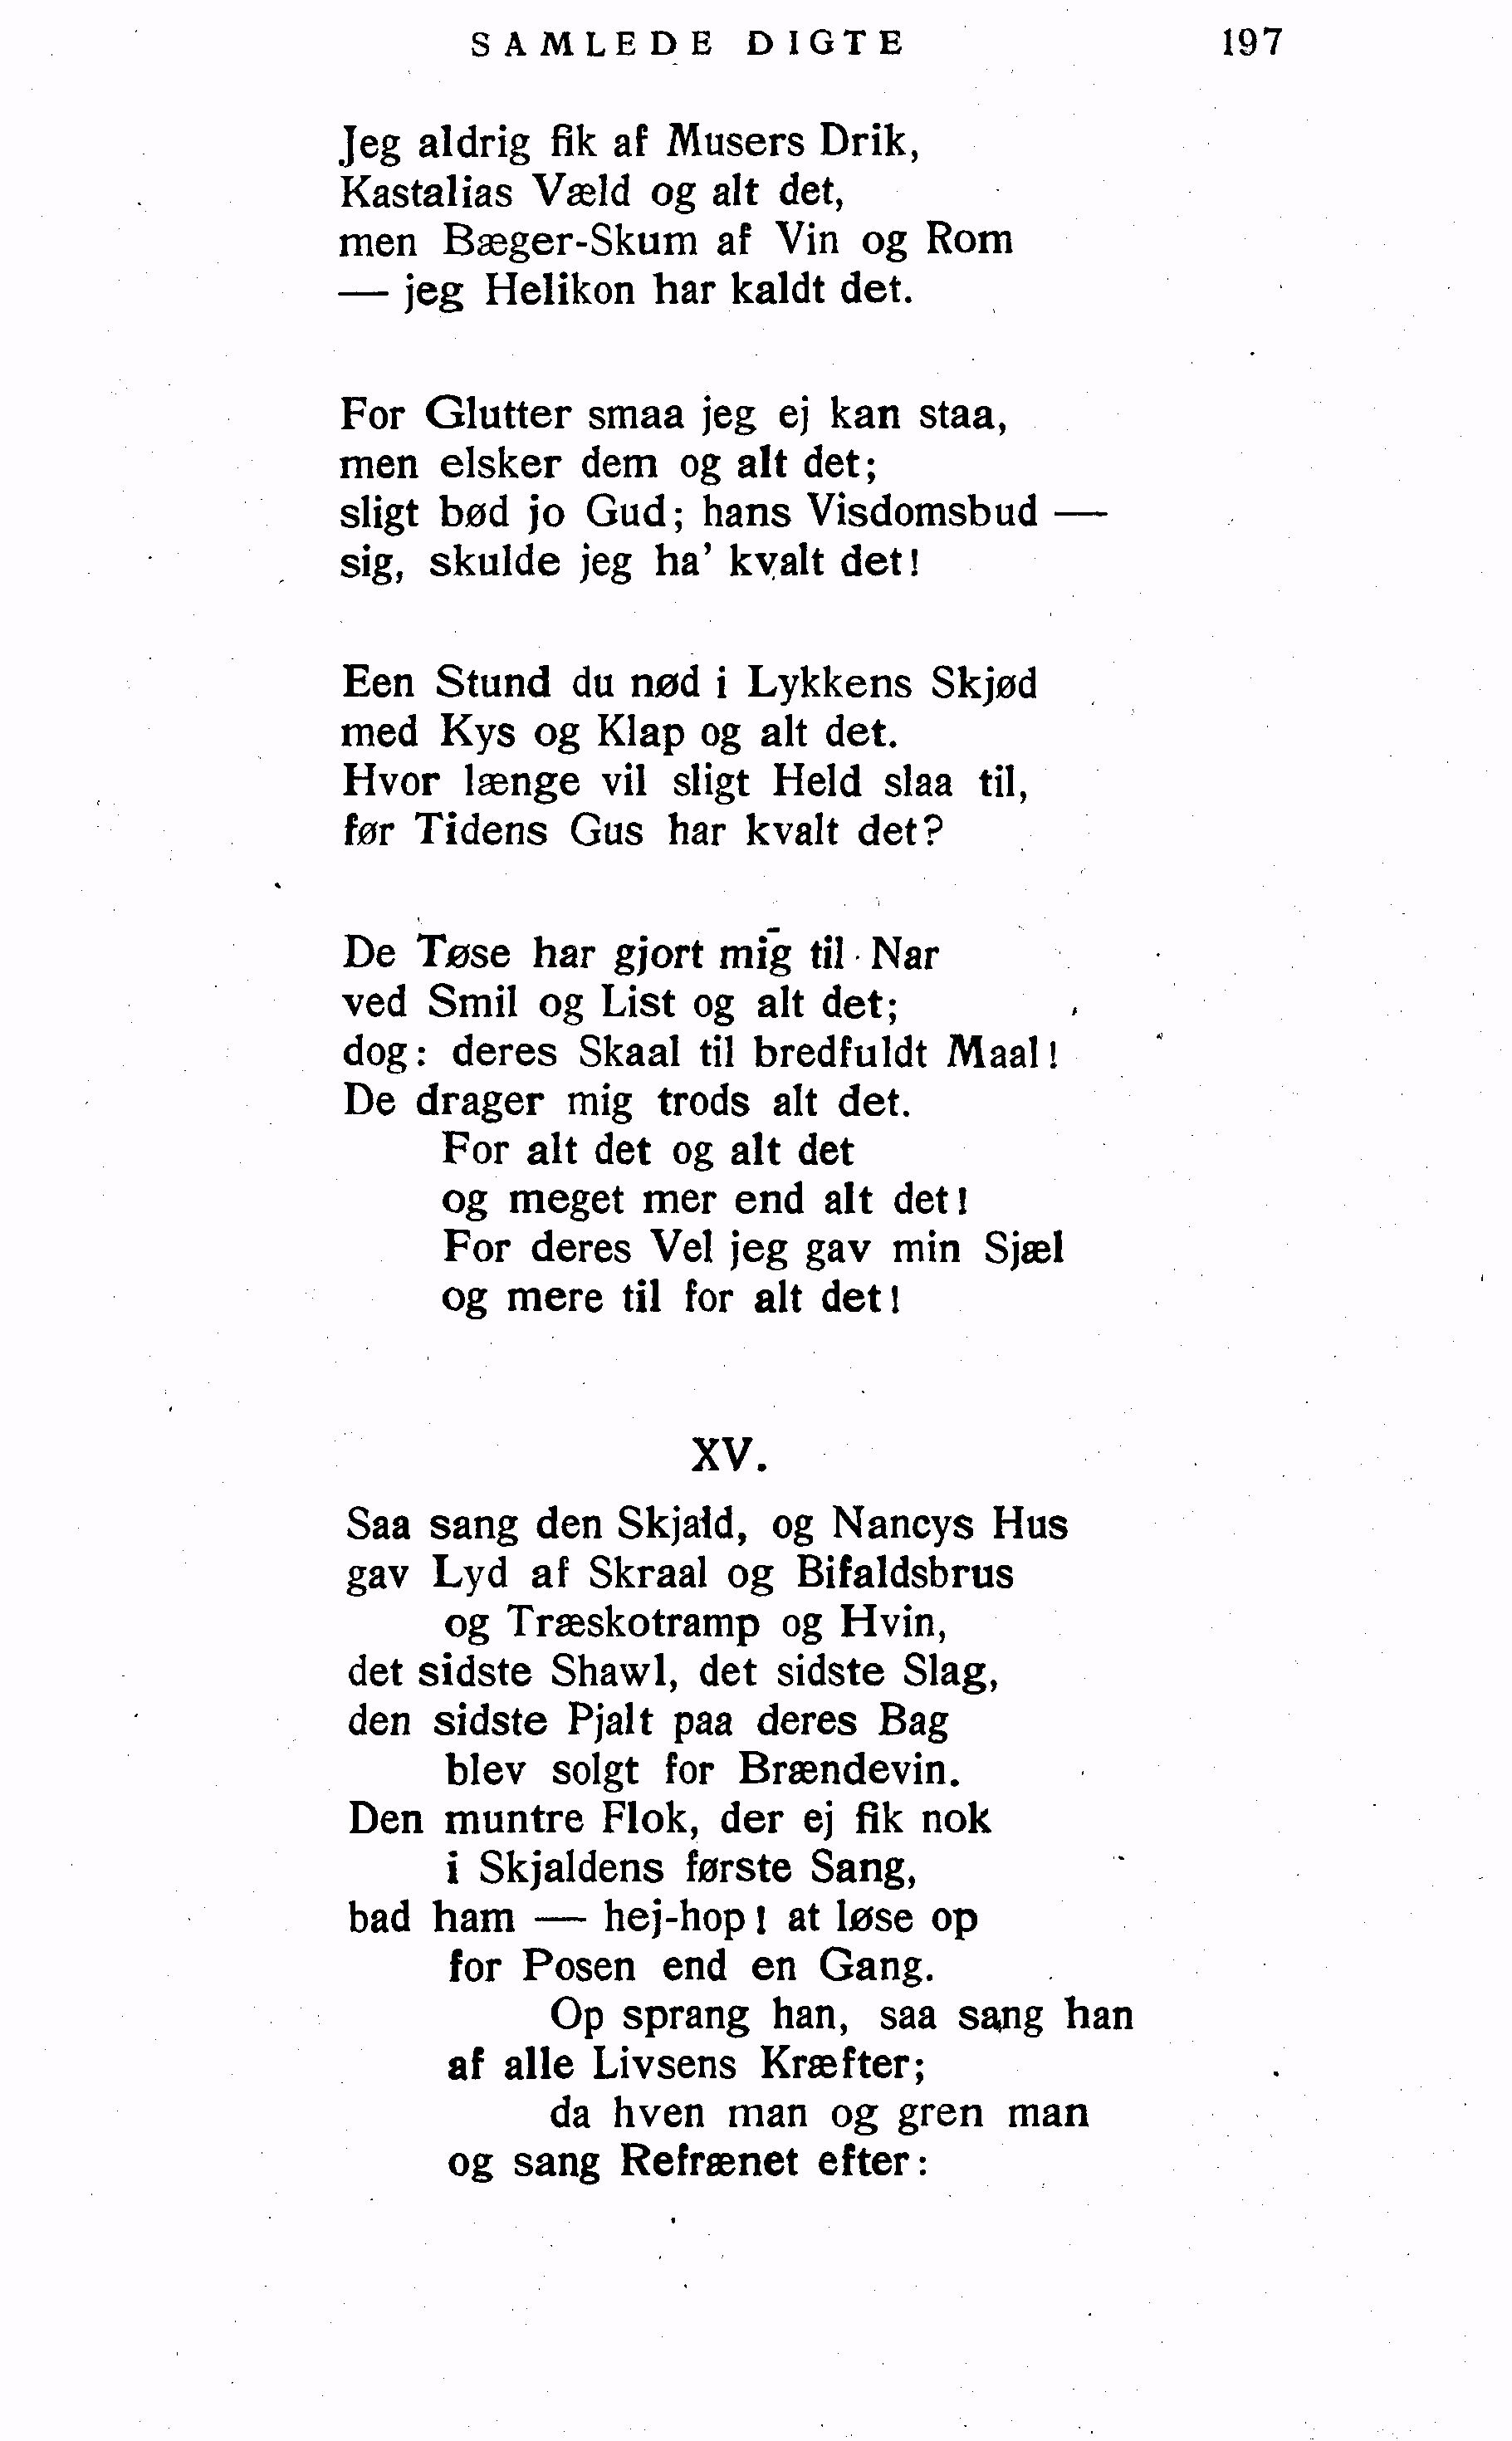 SAMLEDE DIGTE 197
Jeg aldrig fik af Musers Drik,
Kastalias Væld og alt det,
men Bæger-Skum af Vin og Rom
— jeg Helikon har kaldt det.
For Glutter smaa jeg ej kan staa,
men elsker dem og alt det;
sligt bød jo Gud; hans Visdomsbud —
sig, skulde jeg ha' kvalt det!
Een Stund du nød i Lykkens Skjød
med Kys og Klap og alt det.
Hvor længe vil sligt Held slaa til,
før Tidens Gus har kvalt det?
De Tøse har gjort mig til Nar
ved Smil og List og alt det;
dog: deres Skaal til bredfuldt Maal!
De drager mig trods alt det.
For alt det og alt det
og meget mer end alt det!
For deres Vel jeg gav min Sjæl
og mere til for alt det!
XV.
Saa sang den Skjald, og Nancys Hus
gav Lyd af Skraal og Bifaldsbrus
og Træskotramp og Hvin,
det sidste Shawl, det sidste Slag,
den sidste Pjalt paa deres Bag
blev solgt for Brændevin.
Den muntre Flok, der ej fik nok
i Skjaldens første Sang,
bad ham — hej-hop! at løse op
for Posen end en Gang.
Op sprang han, saa sang han
af alle Livsens Kræfter;
da hven man og gren man
og sang Refrænet efter: